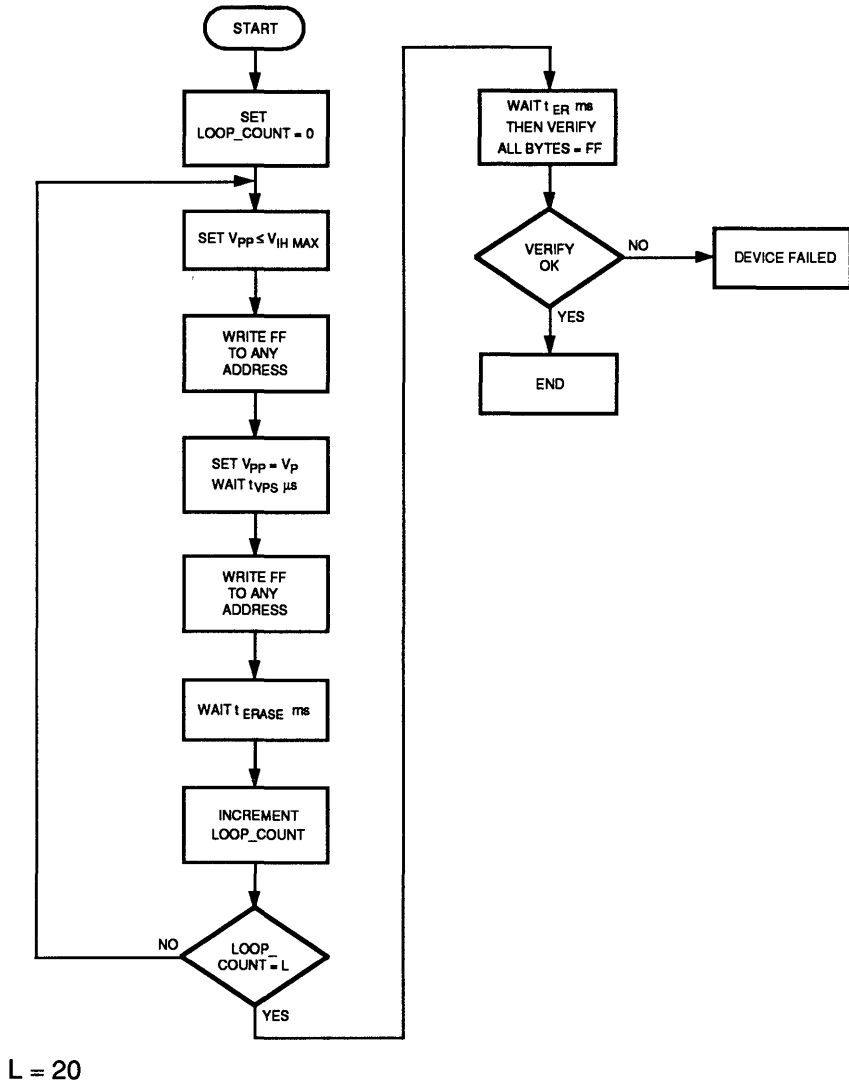 START
SET
LOOP_COUNT = 0
SET VPP ≤ VIH MAX
WRITE FF
TO ANY
ADDRESS
SET VPP = VP
WAIT tVPS µs
WRITE FF
TO ANY
ADDRESS
WAIT t ERASE ms
INCREMENT
LOOP_COUNT
NO
LOOP_
COUNT = L
YES
WAIT t ER ms
THEN VERIFY
ALL BYTES = FF
VERIFY
OK
NO
DEVICE FAILED
YES
END
L = 20